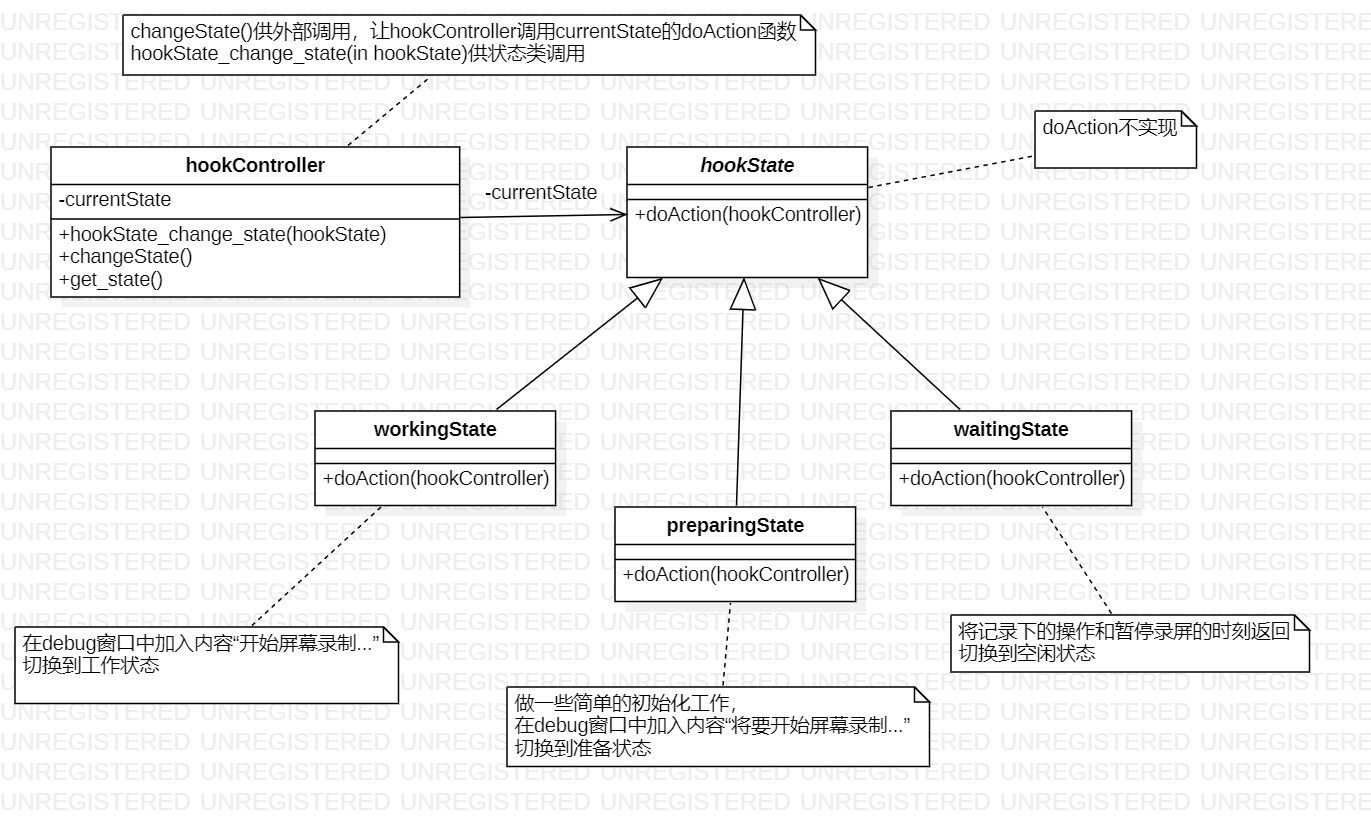 changeState()供外部调用，让hookController调用currentState的doAction函数
hookState_change_state(in hookState)供状态类调用
doAction不实现
hookController
-currentState
+hookState_change_state(hookState)
+changeState()
+get_state()
-currentState
hookState
+doAction(hookController)
workingState
+doAction(hookController)
preparingState
+doAction(hookController)
waitingState
+doAction(hookController)
在debug窗口中加入内容“开始屏幕录制...”
切换到工作状态
做一些简单的初始化工作，
在debug窗口中加入内容“将要开始屏幕录制...”
切换到准备状态
将记录下的操作和暂停录屏的时刻返回
切换到空闲状态
UNREGISTERED